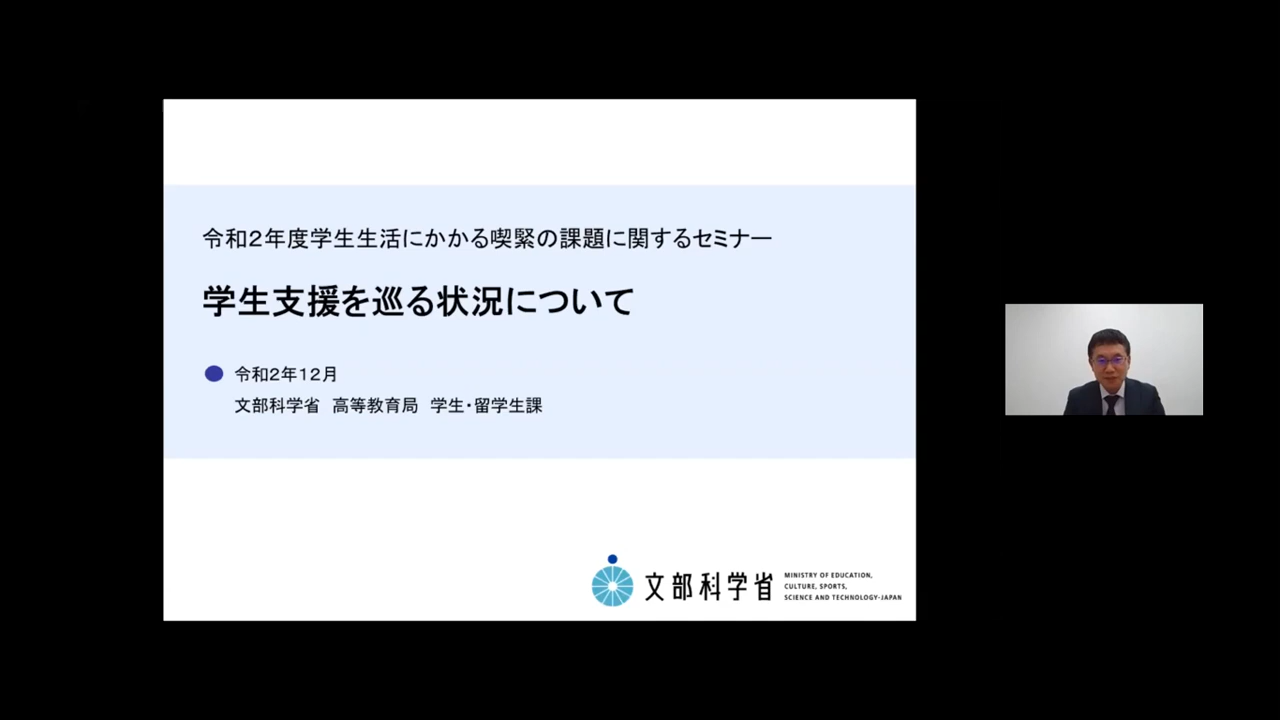 令和２年度学生生活にかかる喫緊の課題に関するセミナー
学生支援を巡る状況について
令和２年１２月
文部科学省　高等教育局　学生・留学生課
文部科学省
MINISTRY OF EDUCATION,
CULTURE, SPORTS,
SCIENCE AND TECHNOLOGY-JAPAN